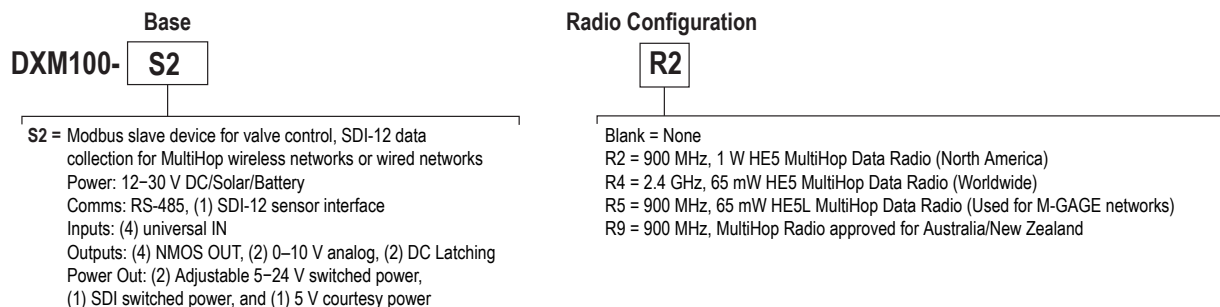 Base
DXM100- S2
S2 = Modbus slave device for valve control, SDI-12 data
collection for MultiHop wireless networks or wired networks
Power: 12−30 V DC/Solar/Battery
Comms: RS-485, (1) SDI-12 sensor interface
Inputs: (4) universal IN
Outputs: (4) NMOS OUT, (2) 0–10 V analog, (2) DC Latching
Power Out: (2) Adjustable 5−24 V switched power,
(1) SDI switched power, and (1) 5 V courtesy power
Radio Configuration
R2
Blank = None
R2 = 900 MHz, 1 W HE5 MultiHop Data Radio (North America)
R4 = 2.4 GHz, 65 mW HE5 MultiHop Data Radio (Worldwide)
R5 = 900 MHz, 65 mW HE5L MultiHop Data Radio (Used for M-GAGE networks)
R9 = 900 MHz, MultiHop Radio approved for Australia/New Zealand